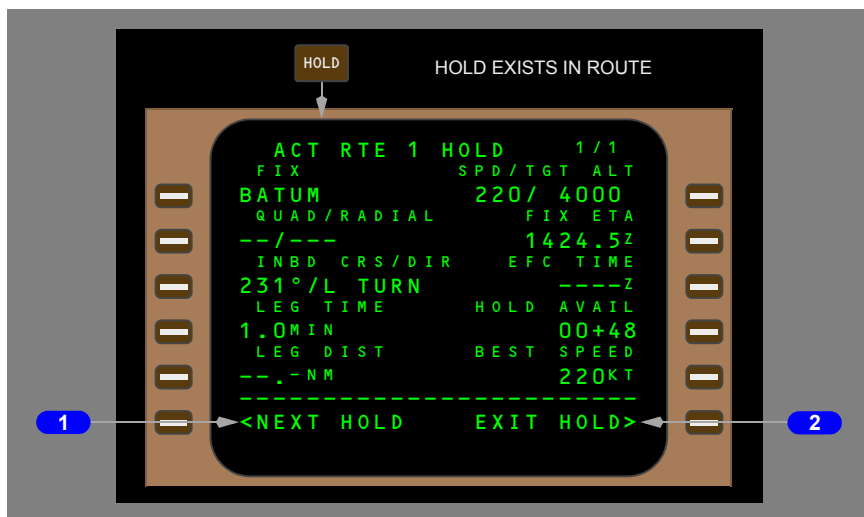 HOLD
HOLD EXISTS IN ROUTE
ACT RTE 1 HOLD 1/1
FIX SPD/TGT ALT
BATUM 220/ 4000
QUAD/RADIAL FIX ETA
--/--- 1424.5Z
INBD CRS/DIR EFC TIME
231°/L TURN ----Z
LEG TIME HOLD AVAIL
1.0MIN 00+48
LEG DIST BEST SPEED
--.-NM 220KT
------------------------
1 <NEXT HOLD EXIT HOLD> 2